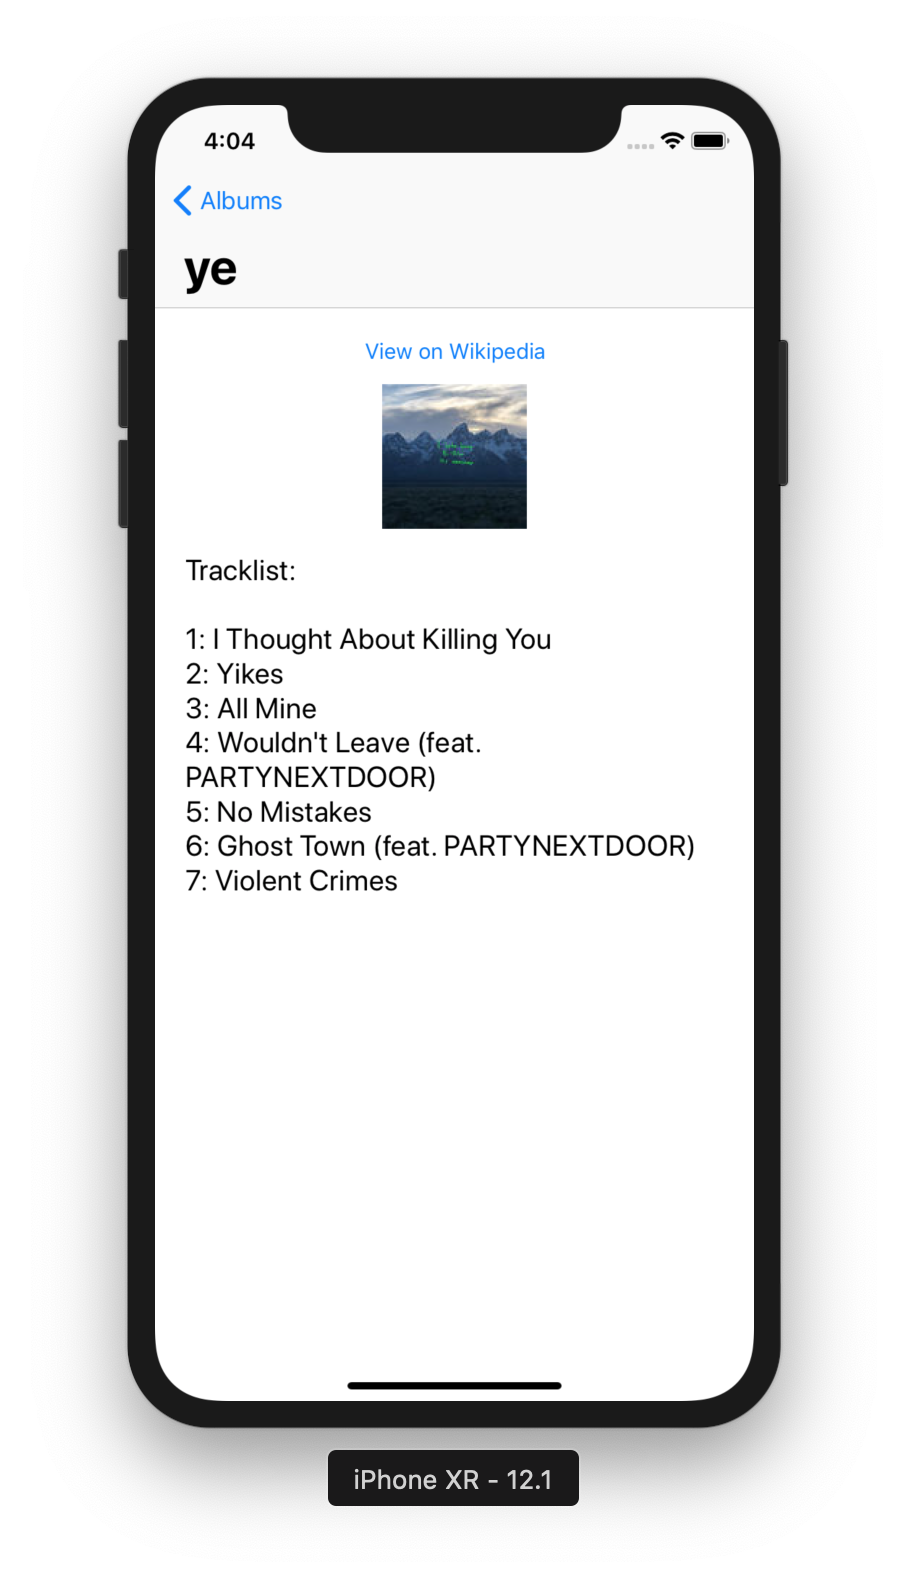 4:04
Albums
ye
View on Wikipedia
Tracklist:
1: I Thought About Killing You
2: Yikes
3: All Mine
4: Wouldn't Leave (feat.
PARTYNEXTDOOR)
5: No Mistakes
6: Ghost Town (feat. PARTYNEXTDOOR)
7: Violent Crimes
iPhone XR - 12.1